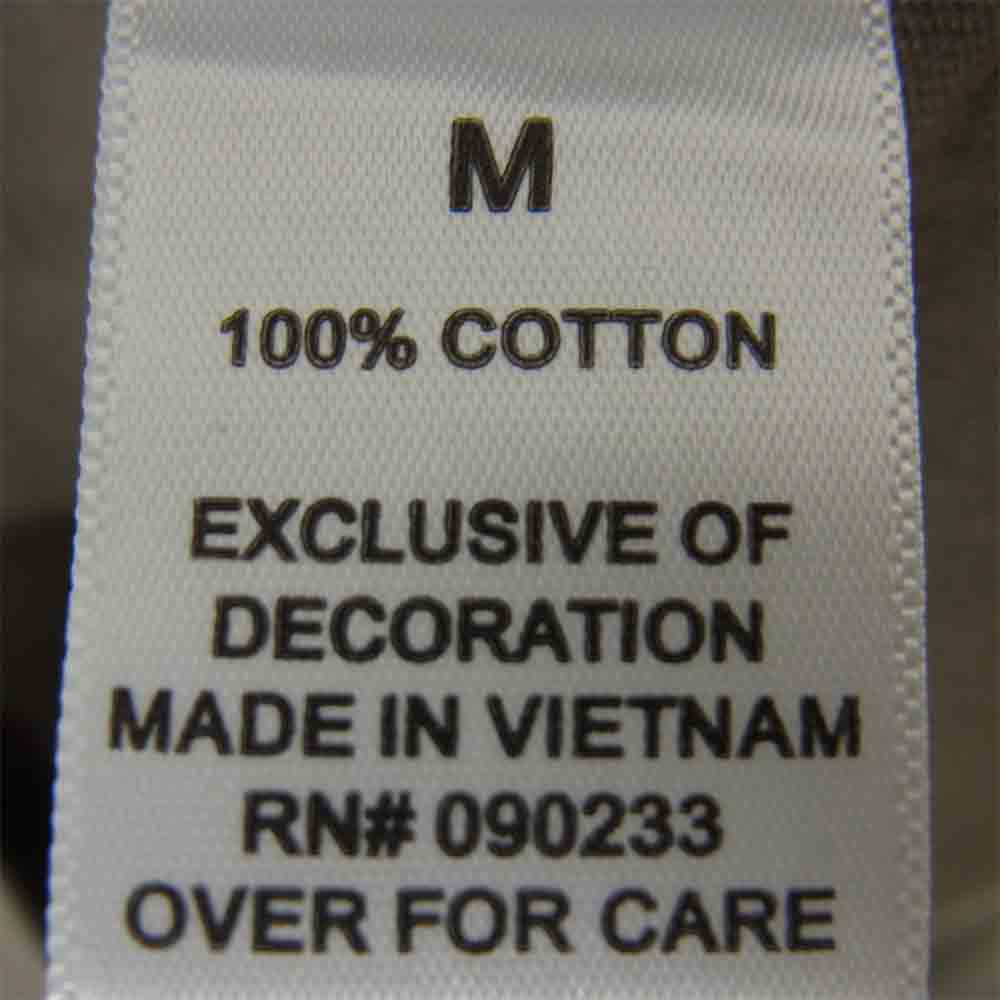 M
100% COTTON
EXCLUSIVE OF
DECORATION
MADE IN VIETNAM
RN# 090233
OVER FOR CARE